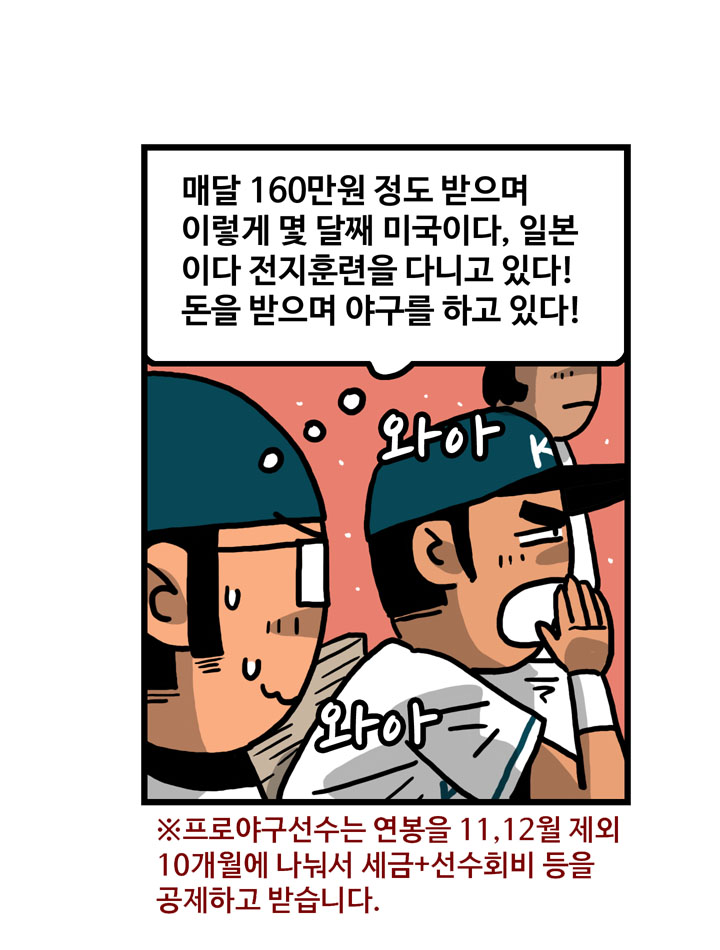 매달 160만원 정도 받으며
이렇게 몇 달째 미국이다, 일본
이다 전지훈련을 다니고 있다!
돈을 받으며 야구를 하고 있다!
와아
K
와아
※프로야구선수는 연봉을 11,12월 제외
10개월에 나눠서 세금+선수회비 등을
공제하고 받습니다.